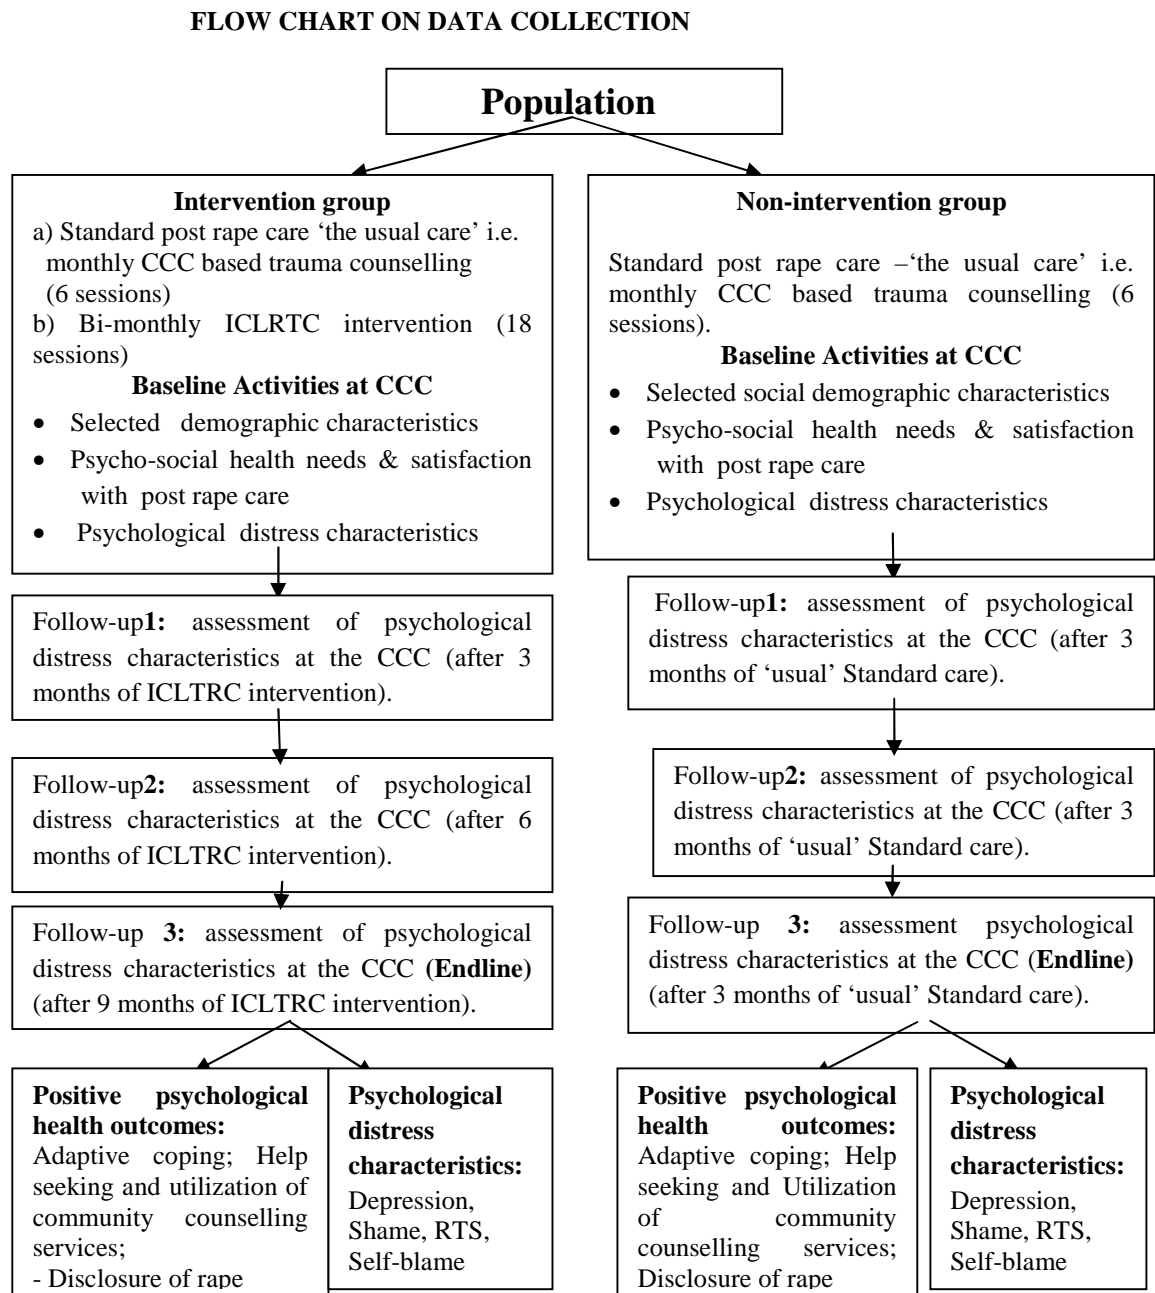 FLOW CHART ON DATA COLLECTION
Population
Intervention group
a) Standard post rape care ‘the usual care’ i.e.
monthly CCC based trauma counselling
(6 sessions)
b) Bi-monthly ICLRTC intervention (18
sessions)
Baseline Activities at CCC
• Selected demographic characteristics
• Psycho-social health needs & satisfaction
with post rape care
• Psychological distress characteristics
Non-intervention group
Standard post rape care –‘the usual care’ i.e.
monthly CCC based trauma counselling (6
sessions).
Baseline Activities at CCC
• Selected social demographic characteristics
• Psycho-social health needs & satisfaction
with post rape care
• Psychological distress characteristics
Follow-up1: assessment of psychological
distress characteristics at the CCC (after 3
months of ICLTRC intervention).
Follow-up1: assessment of psychological
distress characteristics at the CCC (after 3
months of ‘usual’ Standard care).
Follow-up2: assessment of psychological
distress characteristics at the CCC (after 6
months of ICLTRC intervention).
Follow-up2: assessment of psychological
distress characteristics at the CCC (after 3
months of ‘usual’ Standard care).
Follow-up 3: assessment of psychological
distress characteristics at the CCC (Endline)
(after 9 months of ICLTRC intervention).
Follow-up 3: assessment psychological
distress characteristics at the CCC (Endline)
(after 3 months of ‘usual’ Standard care).
Positive psychological
health outcomes:
Adaptive coping; Help
seeking and utilization of
community counselling
services;
- Disclosure of rape
Psychological
distress
characteristics:
Depression,
Shame, RTS,
Self-blame
Positive psychological
health outcomes:
Adaptive coping; Help
seeking and Utilization
of community
counselling services;
Disclosure of rape
Psychological
distress
characteristics:
Depression,
Shame, RTS,
Self-blame